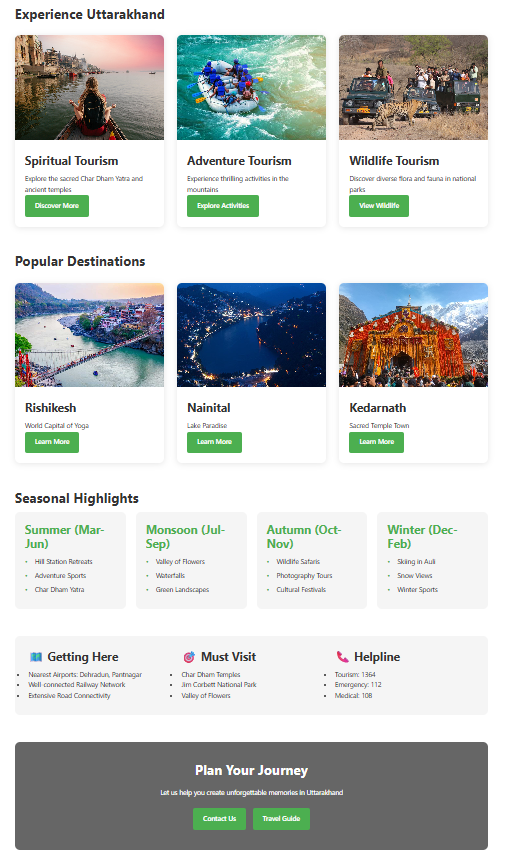 Experience Uttarakhand
Spiritual Tourism
Explore the sacred Char Dham Yatra and
ancient temples
Discover More
Adventure Tourism
Experience thrilling activities in the
mountains
Explore Activities
Wildlife Tourism
Discover diverse flora and fauna in national
parks
View Wildlife
Popular Destinations
Rishikesh
World Capital of Yoga
Learn More
Nainital
Lake Paradise
Learn More
Kedarnath
Sacred Temple Town
Learn More
Seasonal Highlights
Summer (Mar-
Jun)
Hill Station Retreats
Adventure Sports
Char Dham Yatra
Monsoon (Jul-
Sep)
Valley of Flowers
Waterfalls
Green Landscapes
Autumn (Oct-
Nov)
Wildlife Safaris
Photography Tours
Cultural Festivals
Winter (Dec-
Feb)
Skiing in Auli
Snow Views
Winter Sports
Getting Here
Nearest Airports: Dehradun, Pantnagar
Well-connected Railway Network
Extensive Road Connectivity
Must Visit
Char Dham Temples
Jim Corbett National Park
Valley of Flowers
Helpline
Tourism: 1364
Emergency: 112
Medical: 108
Plan Your Journey
Let us help you create unforgettable memories in Uttarakhand
Contact Us
Travel Guide